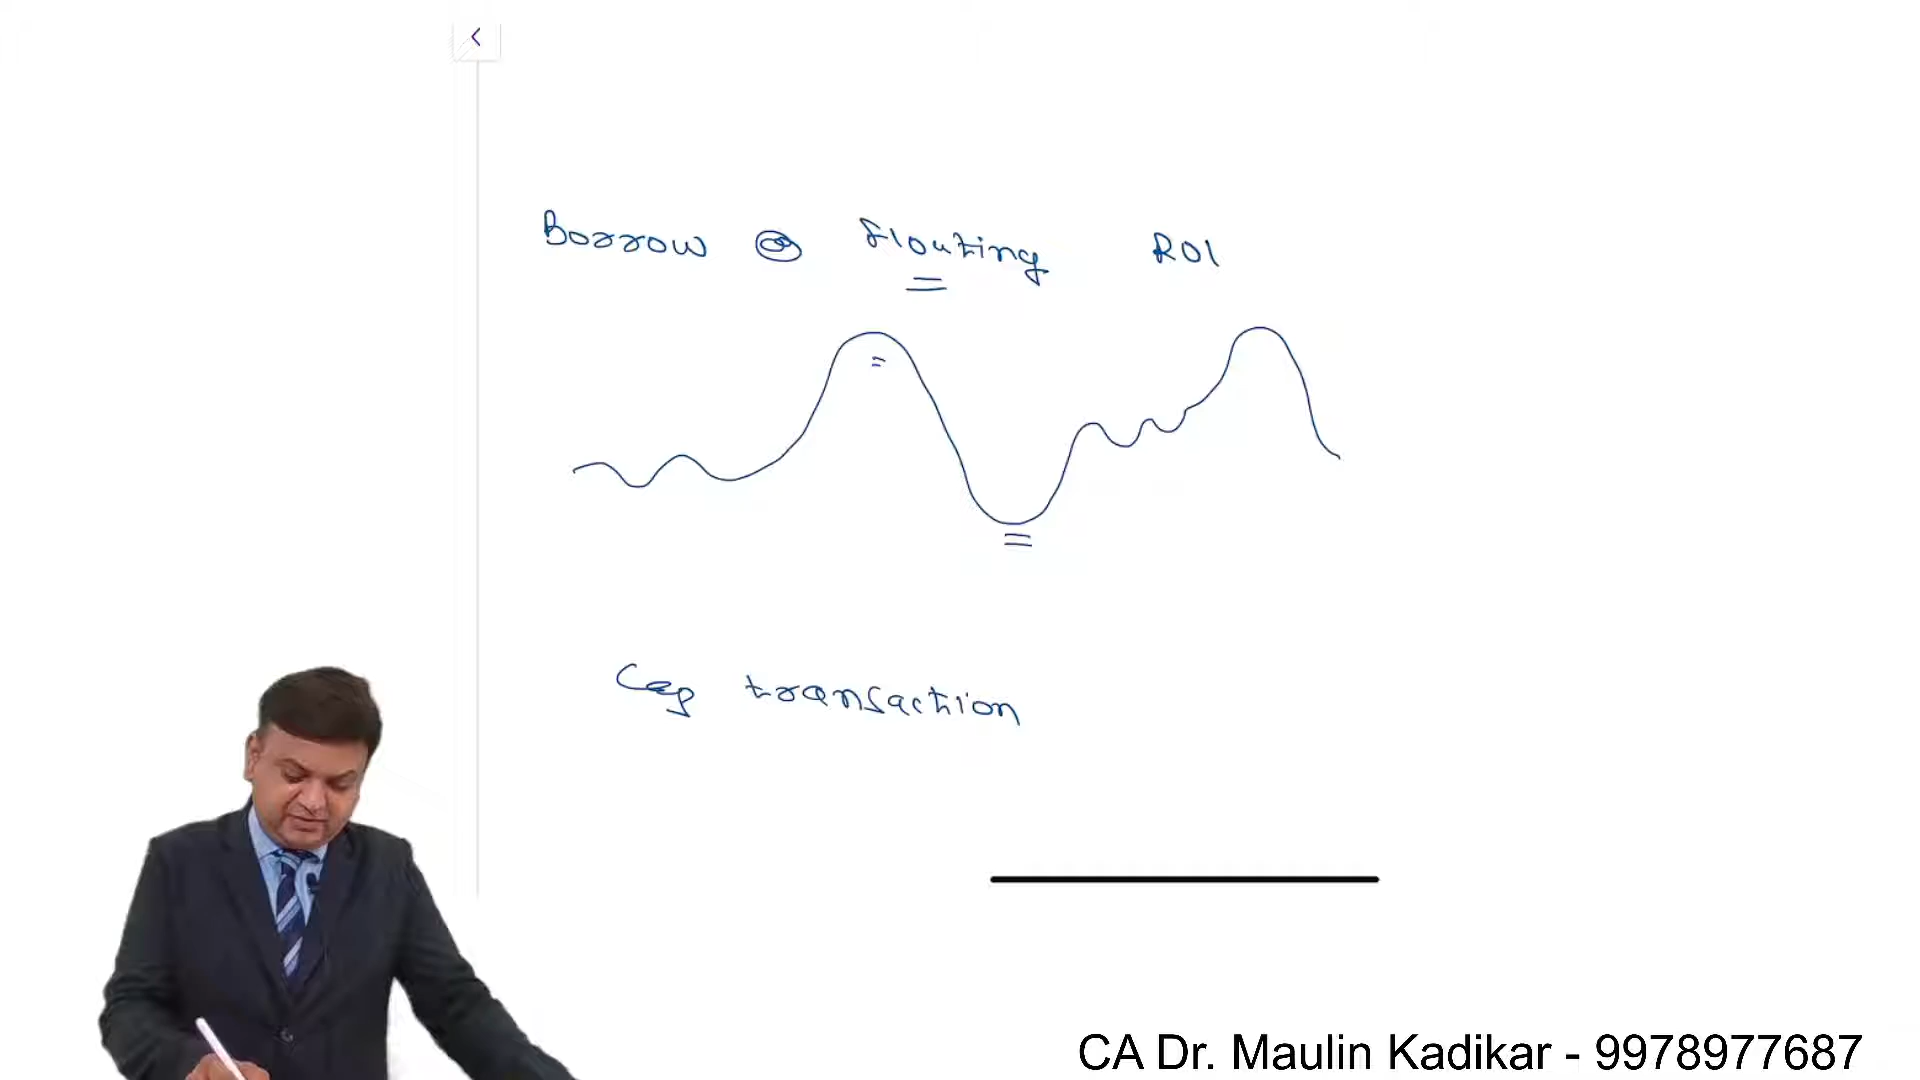 Borrow @ floating ROI
Cap transaction
CA Dr. Maulin Kadikar - 9978977687